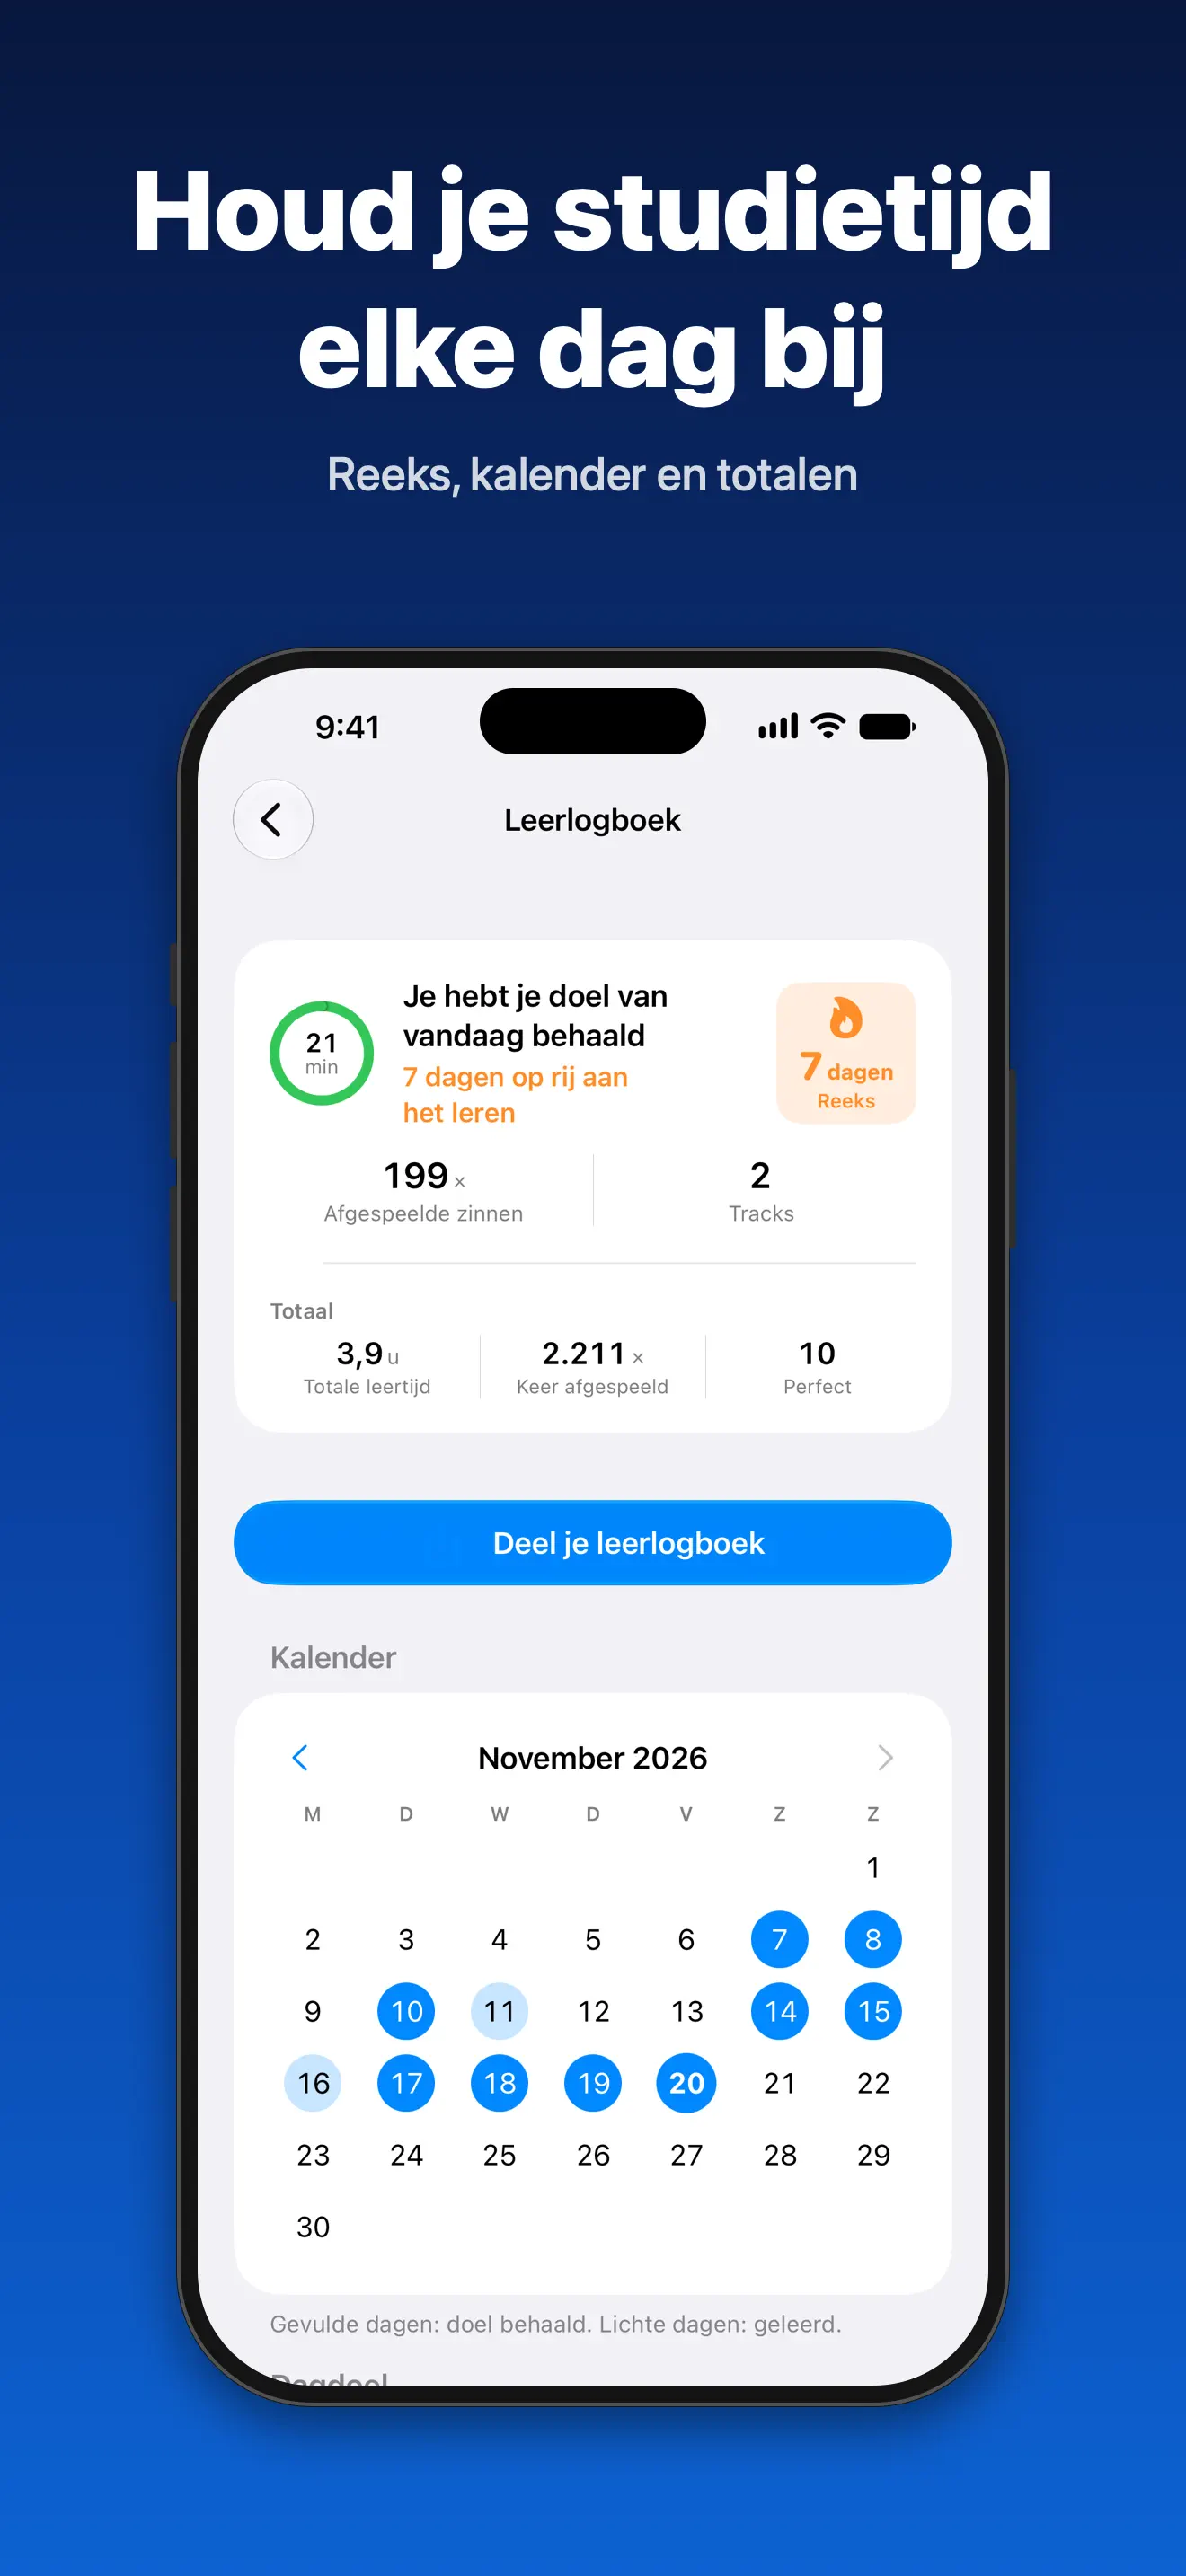 Houd je studietijd
elke dag bij
Reeks, kalender en totalen
9:41
Leerlogboek
21
min
Je hebt je doel van
vandaag behaald
7 dagen op rij aan
het leren
7 dagen
Reeks
199 ×
Afgespeelde zinnen
2
Tracks
Totaal
3,9 u
Totale leertijd
2.211 ×
Keer afgespeeld
10
Perfect
Deel je leerlogboek
Kalender
November 2026
M D W D V Z Z
1
2 3 4 5 6 7 8
9 10 11 12 13 14 15
16 17 18 19 20 21 22
23 24 25 26 27 28 29
30
Gevulde dagen: doel behaald. Lichte dagen: geleerd.
Dagdoel